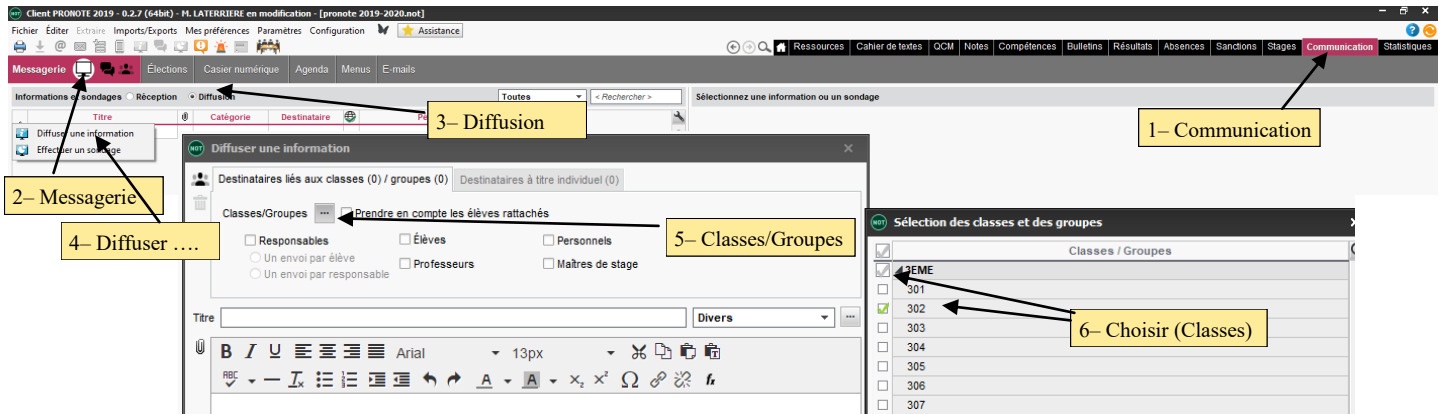 Client PRONOTE 2019 - 0.2.7 (64bit) - M. LATERRIERE en modification - [pronote 2019-2020.not]
Fichier Éditer Extraire Imports/Exports Mes préférences Paramètres Configuration Assistance
Ressources Cahier de textes QCM Notes Compétences Bulletins Résultats Absences Sanctions Stages Communication Statistiques
Messagerie Élections Casier numérique Agenda Menus E-mails
Informations et sondages Réception Diffusion Toutes < Rechercher > Sélectionnez une information ou un sondage
Titre Catégorie Destinataire
3– Diffusion
1– Communication
Diffuser une information
Effectuer un sondage
2– Messagerie
4– Diffuser ….
Diffuser une information
Destinataires liés aux classes (0) / groupes (0) Destinataires à titre individuel (0)
Classes/Groupes ... Prendre en compte les élèves rattachés
Responsables Élèves Personnels
Un envoi par élève
Professeurs Maîtres de stage
Un envoi par responsable
5– Classes/Groupes
Titre Divers ...
B I U Arial 13px
ABC A A x₂ x² Ω fx
Sélection des classes et des groupes
Classes / Groupes
3EME
301
302
303
304
305
306
307
6– Choisir (Classes)